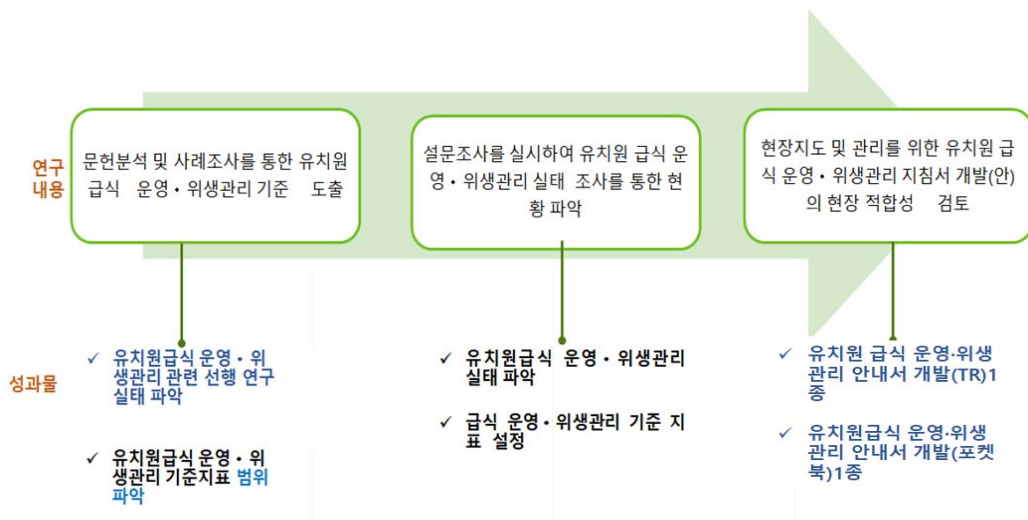 연구
내용
문헌분석 및 사례조사를 통한 유치원
급식 운영·위생관리 기준 도출
설문조사를 실시하여 유치원 급식 운
영·위생관리 실태 조사를 통한 현
황 파악
현장지도 및 관리를 위한 유치원 급
식 운영·위생관리 지침서 개발(안)
의 현장 적합성 검토
성과물
✓ 유치원급식 운영·위
생관리 관련 선행 연구
실태 파악
✓ 유치원급식 운영·위
생관리 기준지표 범위
파악
✓ 유치원급식 운영·위생관리
실태 파악
✓ 급식 운영·위생관리 기준 지
표 설정
✓ 유치원 급식 운영·위생
관리 안내서 개발(TR)1
종
✓ 유치원급식 운영·위생
관리 안내서 개발(포켓
북)1종